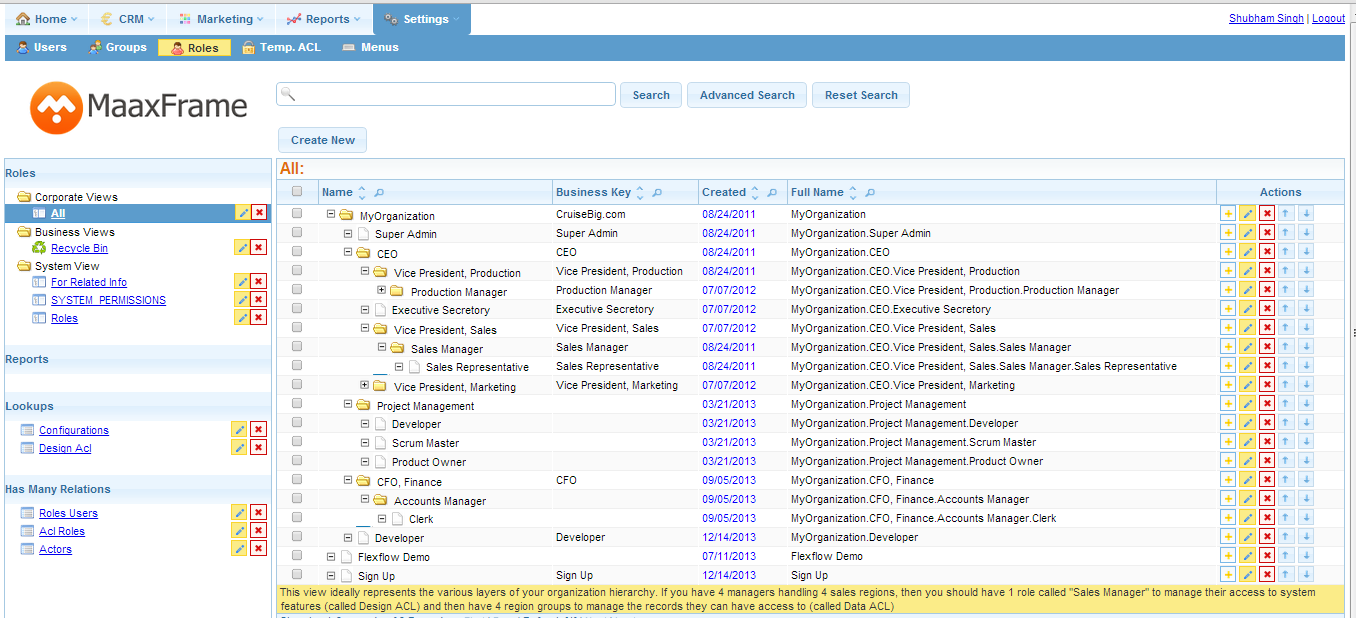 Home CRM Marketing Reports Settings Shubham Singh | Logout
Users Groups Roles Temp. ACL Menus
MaaxFrame
Search Advanced Search Reset Search
Create New
Roles
Corporate Views
All
Business Views
Recycle Bin
System View
For Related Info
SYSTEM_PERMISSIONS
Roles
Reports
Lookups
Configurations
Design Acl
Has Many Relations
Roles Users
Acl Roles
Actors
All:
Name Business Key Created Full Name Actions
MyOrganization CruiseBig.com 08/24/2011 MyOrganization
Super Admin Super Admin 08/24/2011 MyOrganization.Super Admin
CEO CEO 08/24/2011 MyOrganization.CEO
Vice President, Production Vice President, Production 08/24/2011 MyOrganization.CEO.Vice President, Production
Production Manager Production Manager 07/07/2012 MyOrganization.CEO.Vice President, Production.Production Manager
Executive Secretory Executive Secretory 07/07/2012 MyOrganization.CEO.Executive Secretory
Vice President, Sales Vice President, Sales 07/07/2012 MyOrganization.CEO.Vice President, Sales
Sales Manager Sales Manager 08/24/2011 MyOrganization.CEO.Vice President, Sales.Sales Manager
Sales Representative Sales Representative 08/24/2011 MyOrganization.CEO.Vice President, Sales.Sales Manager.Sales Representative
Vice President, Marketing Vice President, Marketing 07/07/2012 MyOrganization.CEO.Vice President, Marketing
Project Management 03/21/2013 MyOrganization.Project Management
Developer 03/21/2013 MyOrganization.Project Management.Developer
Scrum Master 03/21/2013 MyOrganization.Project Management.Scrum Master
Product Owner 03/21/2013 MyOrganization.Project Management.Product Owner
CFO, Finance CFO 09/05/2013 MyOrganization.CFO, Finance
Accounts Manager 09/05/2013 MyOrganization.CFO, Finance.Accounts Manager
Clerk 09/05/2013 MyOrganization.CFO, Finance.Accounts Manager.Clerk
Developer Developer 12/14/2013 MyOrganization.Developer
Flexflow Demo 07/11/2013 Flexflow Demo
Sign Up Sign Up 12/14/2013 Sign Up
This view ideally represents the various layers of your organization hierarchy. If you have 4 managers handling 4 sales regions, then you should have 1 role called "Sales Manager" to manage their access to system
features (called Design ACL) and then have 4 region groups to manage the records they can have access to (called Data ACL)